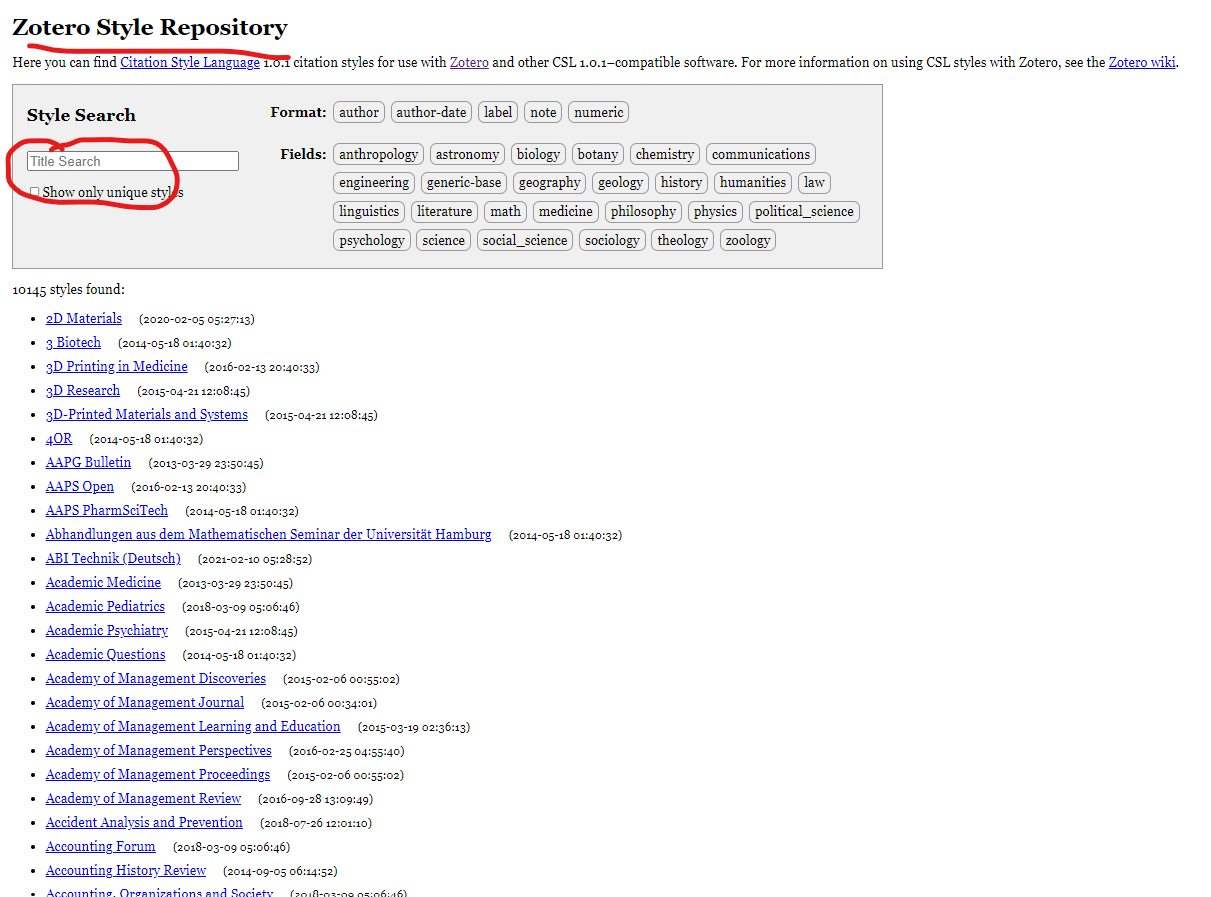 Zotero Style Repository
Here you can find Citation Style Language 1.0.1 citation styles for use with Zotero and other CSL 1.0.1–compatible software. For more information on using CSL styles with Zotero, see the Zotero wiki.
Style Search
Title Search
Show only unique styles
Format: author author-date label note numeric
Fields: anthropology astronomy biology botany chemistry communications
engineering generic-base geography geology history humanities law
linguistics literature math medicine philosophy physics political_science
psychology science social_science sociology theology zoology
10145 styles found:
2D Materials (2020-02-05 05:27:13)
3 Biotech (2014-05-18 01:40:32)
3D Printing in Medicine (2016-02-13 20:40:33)
3D Research (2015-04-21 12:08:45)
3D-Printed Materials and Systems (2015-04-21 12:08:45)
4OR (2014-05-18 01:40:32)
AAPG Bulletin (2013-03-29 23:50:45)
AAPS Open (2016-02-13 20:40:33)
AAPS PharmSciTech (2014-05-18 01:40:32)
Abhandlungen aus dem Mathematischen Seminar der Universität Hamburg (2014-05-18 01:40:32)
ABI Technik (Deutsch) (2021-02-10 05:28:52)
Academic Medicine (2013-03-29 23:50:45)
Academic Pediatrics (2018-03-09 05:06:46)
Academic Psychiatry (2015-04-21 12:08:45)
Academic Questions (2014-05-18 01:40:32)
Academy of Management Discoveries (2015-02-06 00:55:02)
Academy of Management Journal (2015-02-06 00:34:01)
Academy of Management Learning and Education (2015-03-19 02:36:13)
Academy of Management Perspectives (2016-02-25 04:55:40)
Academy of Management Proceedings (2015-02-06 00:55:02)
Academy of Management Review (2016-09-28 13:09:49)
Accident Analysis and Prevention (2018-07-26 12:01:10)
Accounting Forum (2018-03-09 05:06:46)
Accounting History Review (2014-09-05 06:14:52)
Accounting, Organizations and Society (2018-03-09 05:06:46)